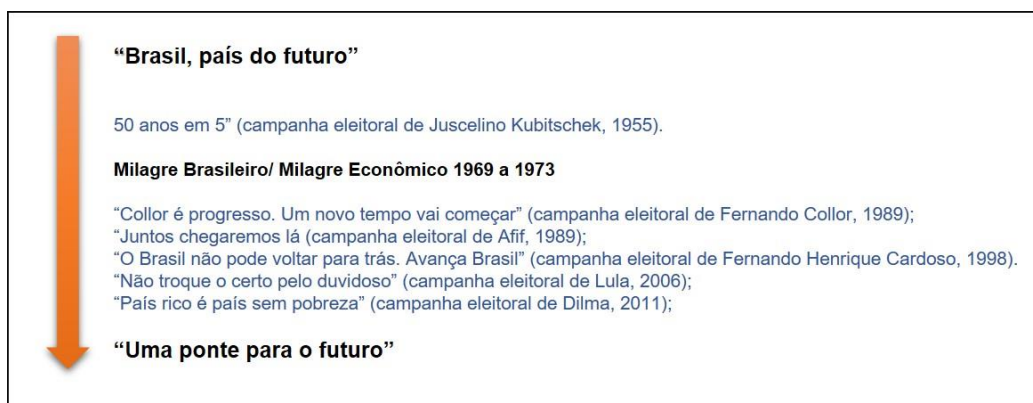 “Brasil, país do futuro”
50 anos em 5” (campanha eleitoral de Juscelino Kubitschek, 1955).
Milagre Brasileiro/ Milagre Econômico 1969 a 1973
“Collor é progresso. Um novo tempo vai começar” (campanha eleitoral de Fernando Collor, 1989);
“Juntos chegaremos lá (campanha eleitoral de Afif, 1989);
“O Brasil não pode voltar para trás. Avança Brasil” (campanha eleitoral de Fernando Henrique Cardoso, 1998).
“Não troque o certo pelo duvidoso” (campanha eleitoral de Lula, 2006);
“País rico é país sem pobreza” (campanha eleitoral de Dilma, 2011);
“Uma ponte para o futuro”